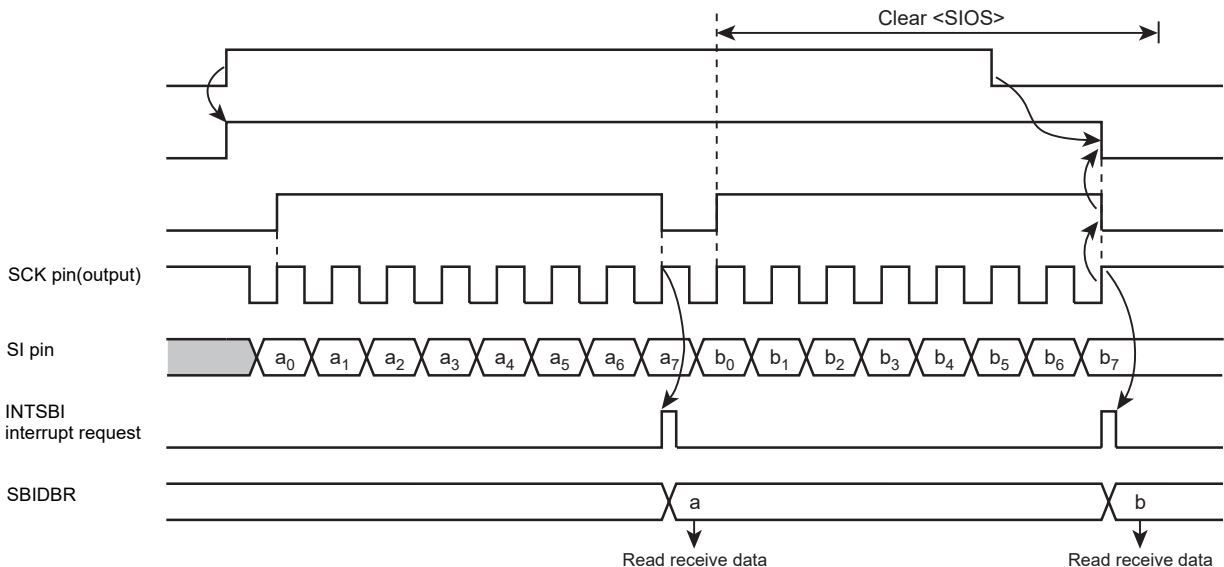 Clear <SIOS>
SCK pin(output)
SI pin
a0 a1 a2 a3 a4 a5 a6 a7 b0 b1 b2 b3 b4 b5 b6 b7
INTSBI
interrupt request
SBIDBR
a
b
Read receive data
Read receive data